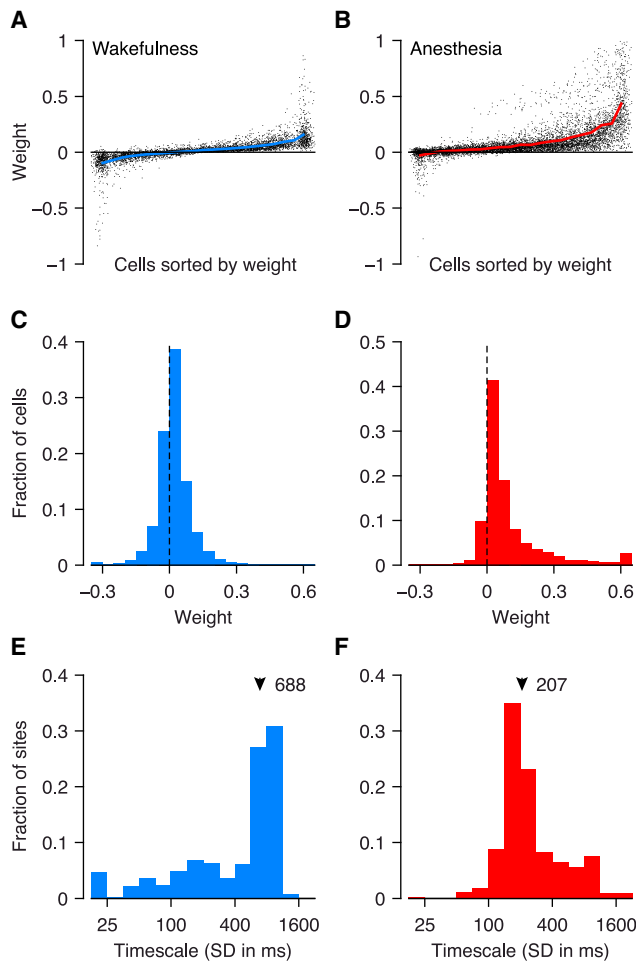 A
B
Wakefulness
Anesthesia
1
1
0.5
0.5
Weight
0
0
−0.5
−0.5
−1
−1
Cells sorted by weight
Cells sorted by weight
C
D
0.4
0.5
0.3
0.4
Fraction of cells
0.3
0.2
0.2
0.1
0.1
0
0
−0.3 0 0.3 0.6
−0.3 0 0.3 0.6
Weight
Weight
E
F
0.4
0.4
688
207
0.3
0.3
Fraction of sites
0.2
0.2
0.1
0.1
0
0
25 100 400 1600
25 100 400 1600
Timescale (SD in ms)
Timescale (SD in ms)